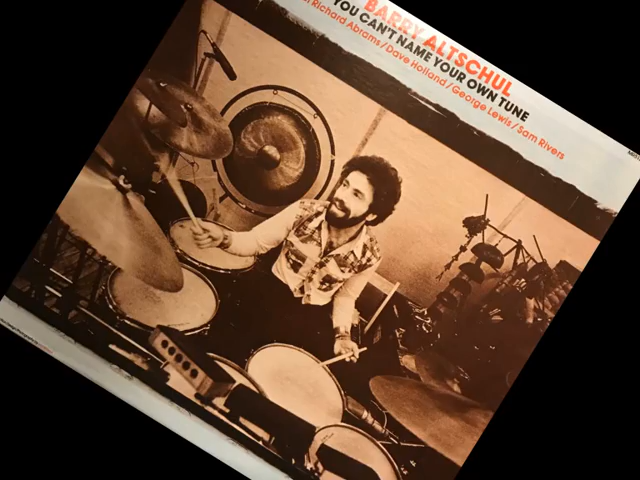 BARRY ALTSCHUL
YOU CAN'T NAME YOUR OWN TUNE
Richard Abrams/Dave Holland/George Lewis/Sam Rivers